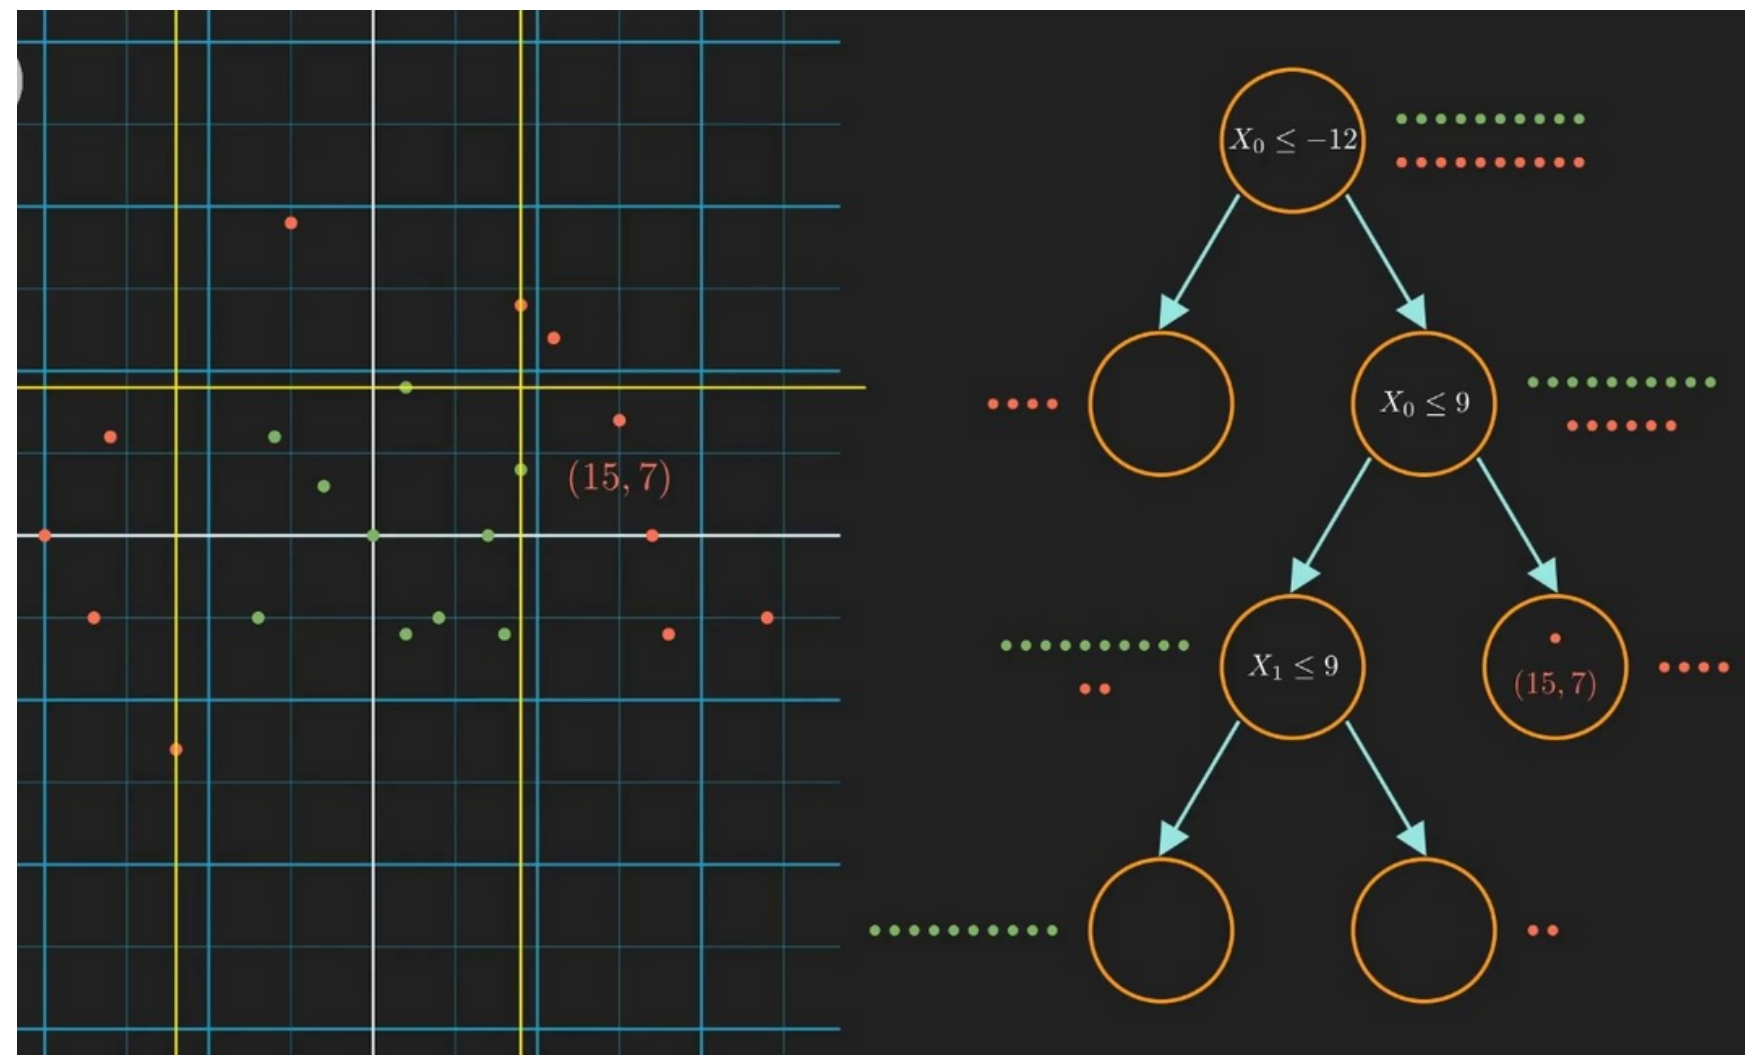 X₀ ≤ −12
X₀ ≤ 9
(15, 7)
X₁ ≤ 9
(15, 7)